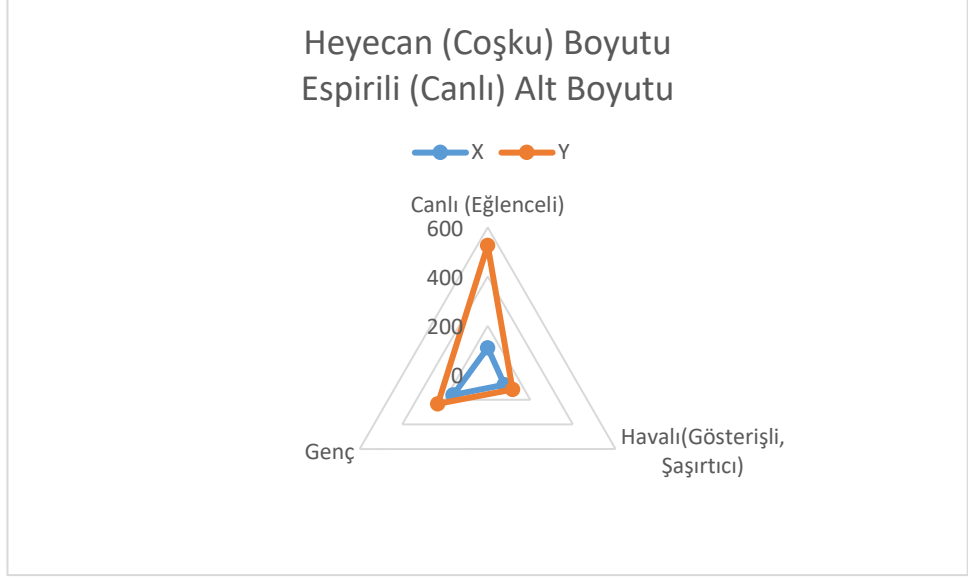 Heyecan (Coşku) Boyutu
Espirili (Canlı) Alt Boyutu
X Y
Canlı (Eğlenceli)
600
400
200
0
Havalı(Gösterişli,
Şaşırtıcı)
Genç